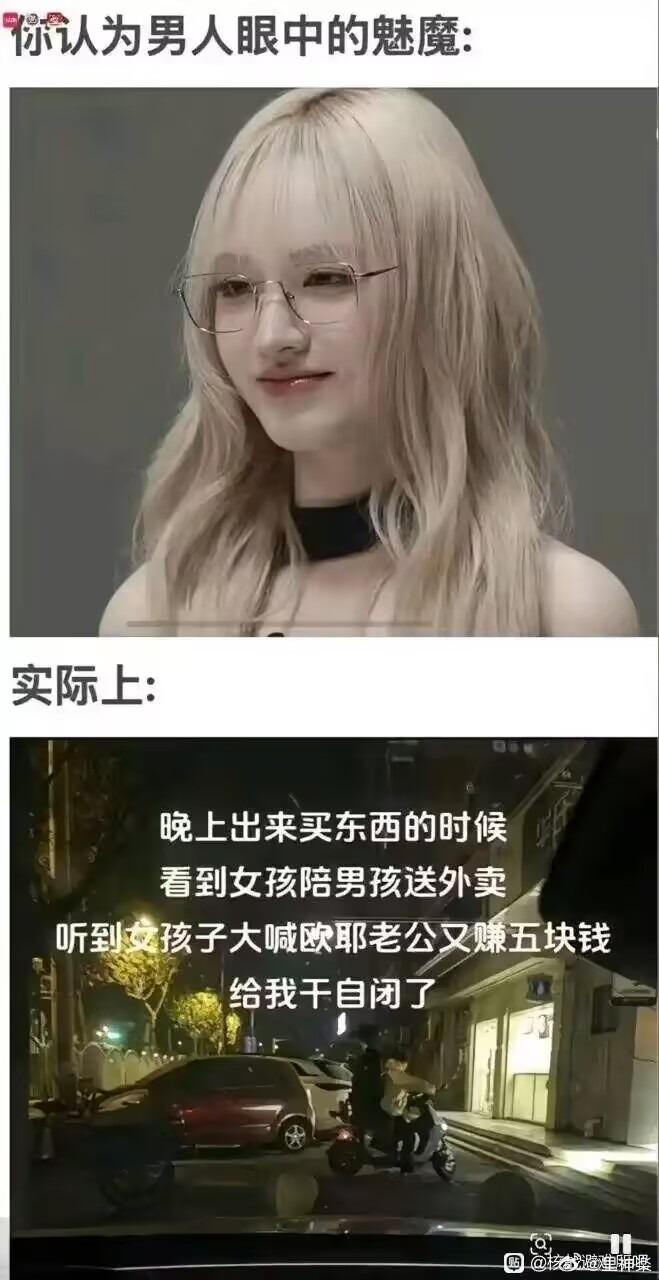 你认为男人眼中的魅魔:
实际上:
晚上出来买东西的时候
看到女孩陪男孩送外卖
听到女孩子大喊欧耶老公又赚五块钱
给我干自闭了